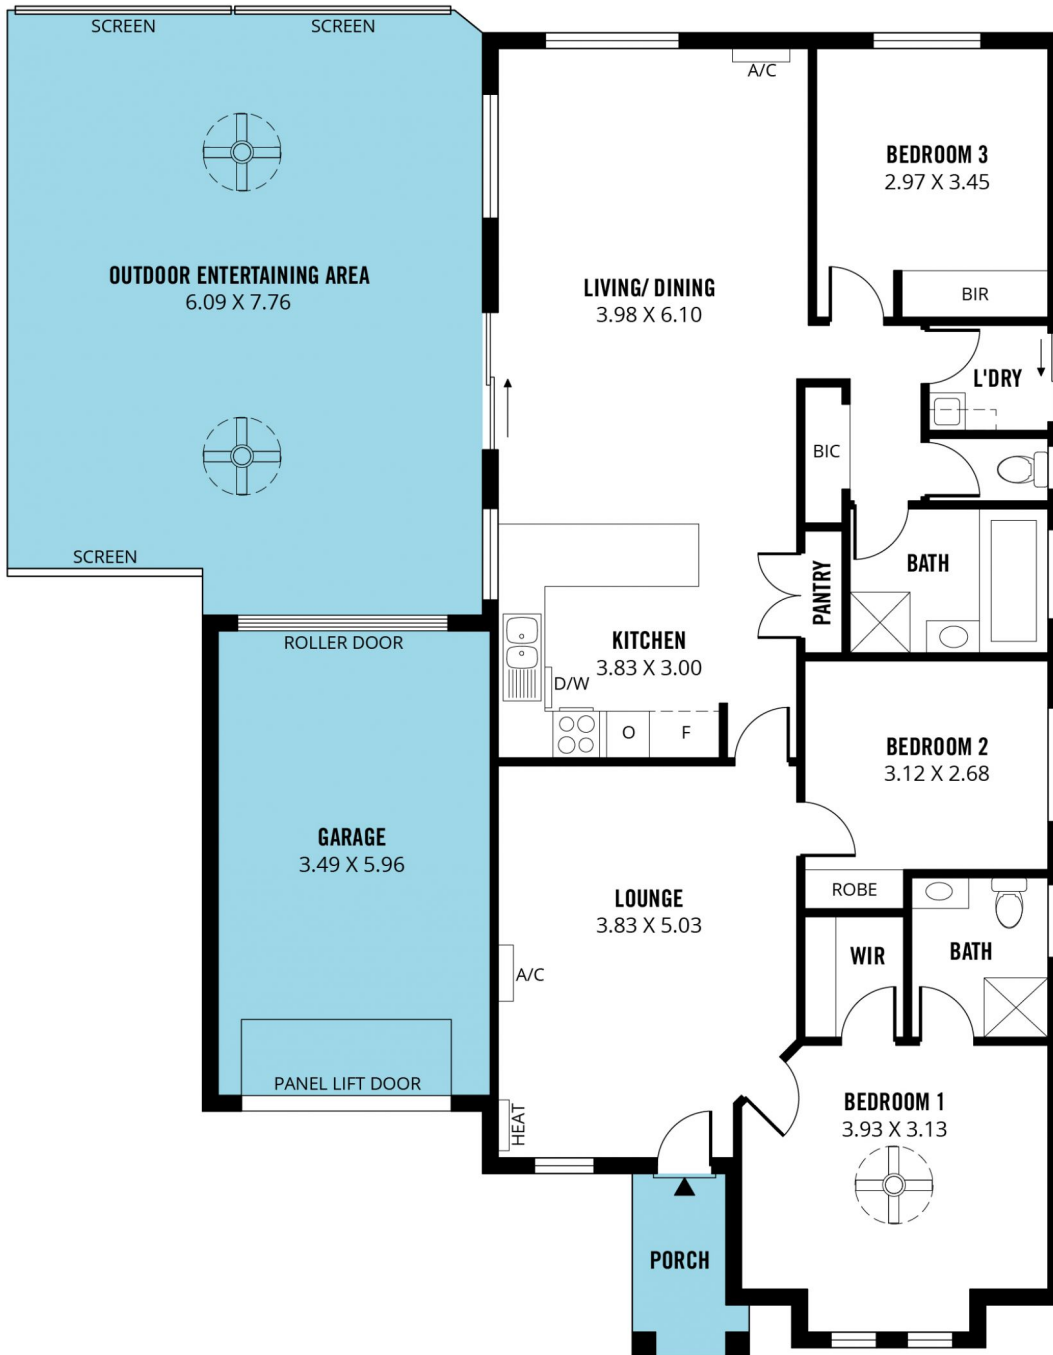 SCREEN
SCREEN
A/C
BEDROOM 3
2.97 X 3.45
OUTDOOR ENTERTAINING AREA
6.09 X 7.76
LIVING/ DINING
3.98 X 6.10
BIR
L'DRY
BIC
SCREEN
BATH
PANTRY
ROLLER DOOR
KITCHEN
3.83 X 3.00
D/W
O
F
BEDROOM 2
3.12 X 2.68
GARAGE
3.49 X 5.96
LOUNGE
3.83 X 5.03
ROBE
WIR
BATH
A/C
PANEL LIFT DOOR
HEAT
BEDROOM 1
3.93 X 3.13
PORCH